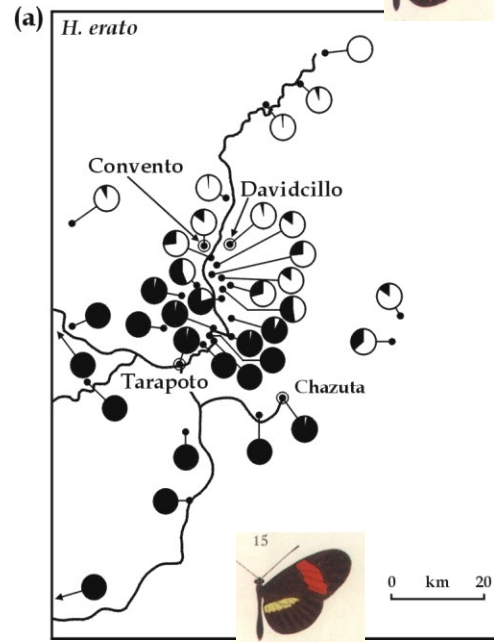 (a)
H. erato
Convento
Davidcillo
Tarapoto
Chazuta
15
0 km 20